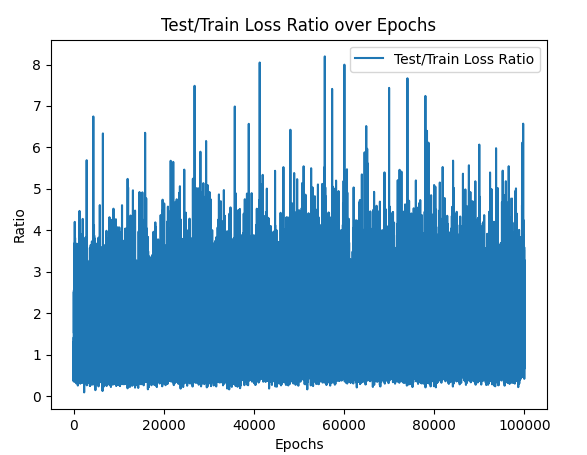 Test/Train Loss Ratio over Epochs
Test/Train Loss Ratio
8
7
6
5
4
3
2
1
0
Ratio
0 20000 40000 60000 80000 100000
Epochs